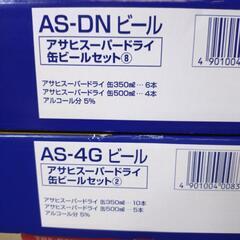 AS-DN ビール
アサヒスーパードライ
缶ビールセット⑧
アサヒスーパードライ 缶350ml…6本
アサヒスーパードライ 缶500ml…4本
アルコール分 5%
4 901004
AS-4G ビール
アサヒスーパードライ
缶ビールセット②
アサヒスーパードライ 缶350ml…10本
アサヒスーパードライ 缶500ml…5本
アルコール分 5%
4 901004 0083